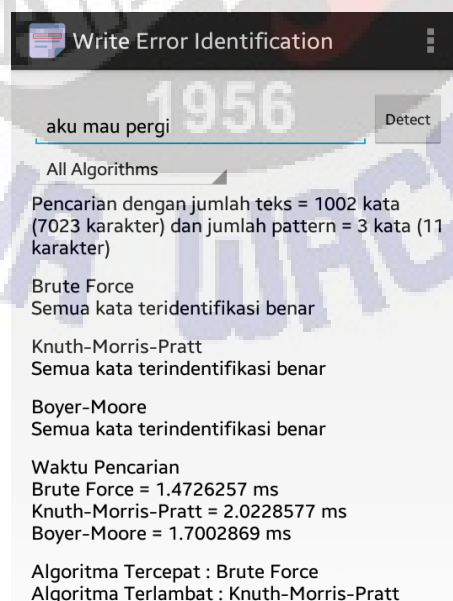 Write Error Identification
1956
aku mau pergi
Detect
All Algorithms
Pencarian dengan jumlah teks = 1002 kata
(7023 karakter) dan jumlah pattern = 3 kata (11
karakter)
Brute Force
Semua kata teridentifikasi benar
Knuth-Morris-Pratt
Semua kata terindentifikasi benar
Boyer-Moore
Semua kata terindentifikasi benar
Waktu Pencarian
Brute Force = 1.4726257 ms
Knuth-Morris-Pratt = 2.0228577 ms
Boyer-Moore = 1.7002869 ms
Algoritma Tercepat : Brute Force
Algoritma Terlambat : Knuth-Morris-Pratt